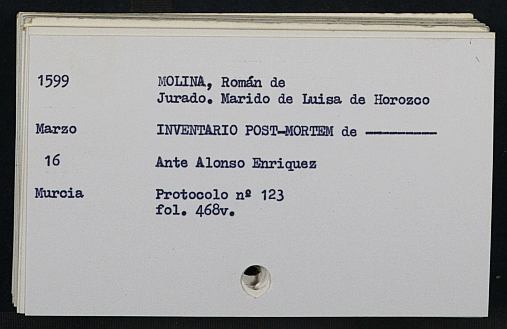 1599 MOLINA, Román de
Jurado. Marido de Luisa de Horozco
Marzo INVENTARIO POST-MORTEM de ————
16 Ante Alonso Enriquez
Murcia Protocolo nº 123
fol. 468v.